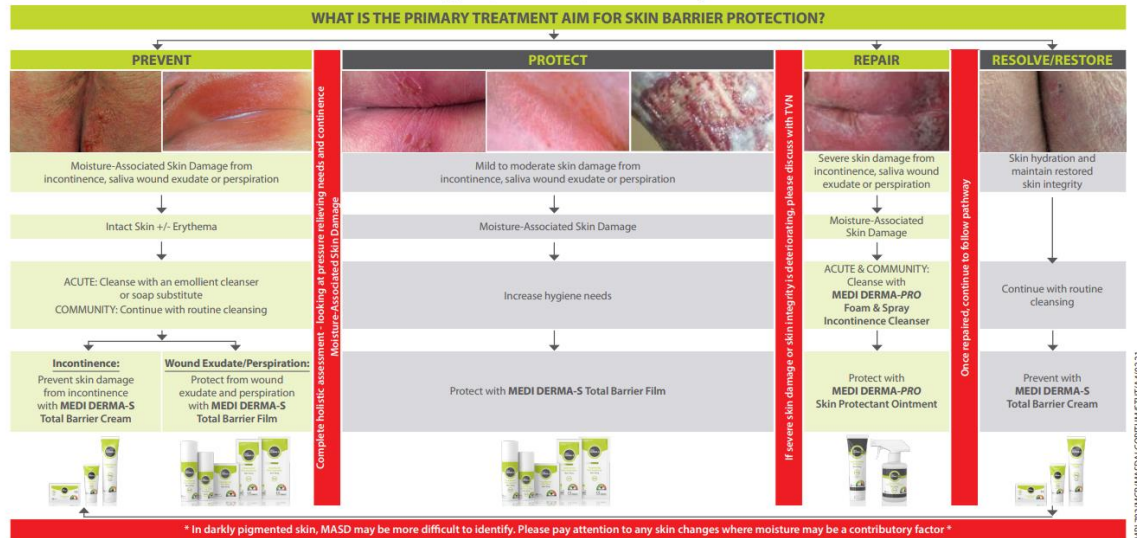 WHAT IS THE PRIMARY TREATMENT AIM FOR SKIN BARRIER PROTECTION?
PREVENT
Moisture-Associated Skin Damage from
incontinence, saliva wound exudate or perspiration
Intact Skin +/- Erythema
ACUTE: Cleanse with an emollient cleanser
or soap substitute
COMMUNITY: Continue with routine cleansing
Incontinence:
Prevent skin damage
from incontinence
with MEDI DERMA-S
Total Barrier Cream
Wound Exudate/Perspiration:
Protect from wound
exudate and perspiration
with MEDI DERMA-S
Total Barrier Film
Complete holistic assessment - looking at pressure relieving needs and continence
Moisture-Associated Skin Damage
PROTECT
Mild to moderate skin damage from
incontinence, saliva wound exudate or perspiration
Moisture-Associated Skin Damage
Increase hygiene needs
Protect with MEDI DERMA-S Total Barrier Film
If severe skin damage or skin integrity is deteriorating, please discuss with TVN
REPAIR
Severe skin damage from
incontinence, saliva wound
exudate or perspiration
Moisture-Associated
Skin Damage
ACUTE & COMMUNITY:
Cleanse with
MEDI DERMA-PRO
Foam & Spray
Incontinence Cleanser
Protect with
MEDI DERMA-PRO
Skin Protectant Ointment
Once repaired, continue to follow pathway
RESOLVE/RESTORE
Skin hydration and
maintain restored
skin integrity
Continue with routine
cleansing
Prevent with
MEDI DERMA-S
Total Barrier Cream
* In darkly pigmented skin, MASD may be more difficult to identify. Please pay attention to any skin changes where moisture may be a contributory factor *